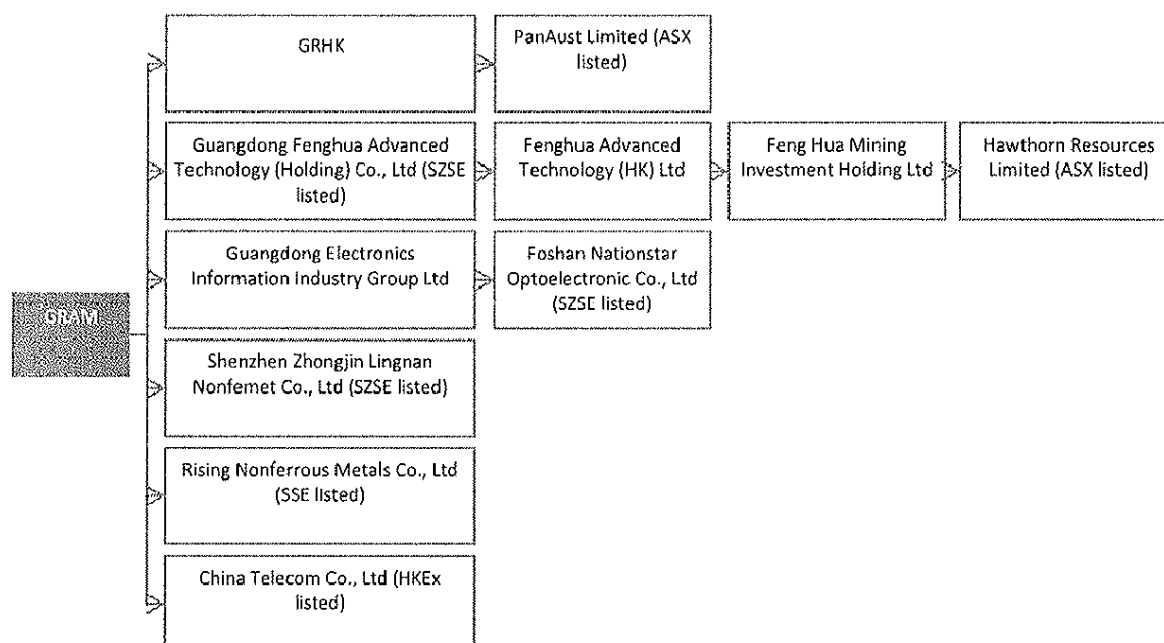 GRHK
PanAust Limited (ASX
listed)
Guangdong Fenghua Advanced
Technology (Holding) Co., Ltd (SZSE
listed)
Fenghua Advanced
Technology (HK) Ltd
Feng Hua Mining
Investment Holding Ltd
Hawthorn Resources
Limited (ASX listed)
Guangdong Electronics
Information Industry Group Ltd
Foshan Nationstar
Optoelectronic Co., Ltd
(SZSE listed)
GRAM
Shenzhen Zhongjin Lingnan
Nonfemet Co., Ltd (SZSE listed)
Rising Nonferrous Metals Co., Ltd
(SSE listed)
China Telecom Co., Ltd (HKEx
listed)